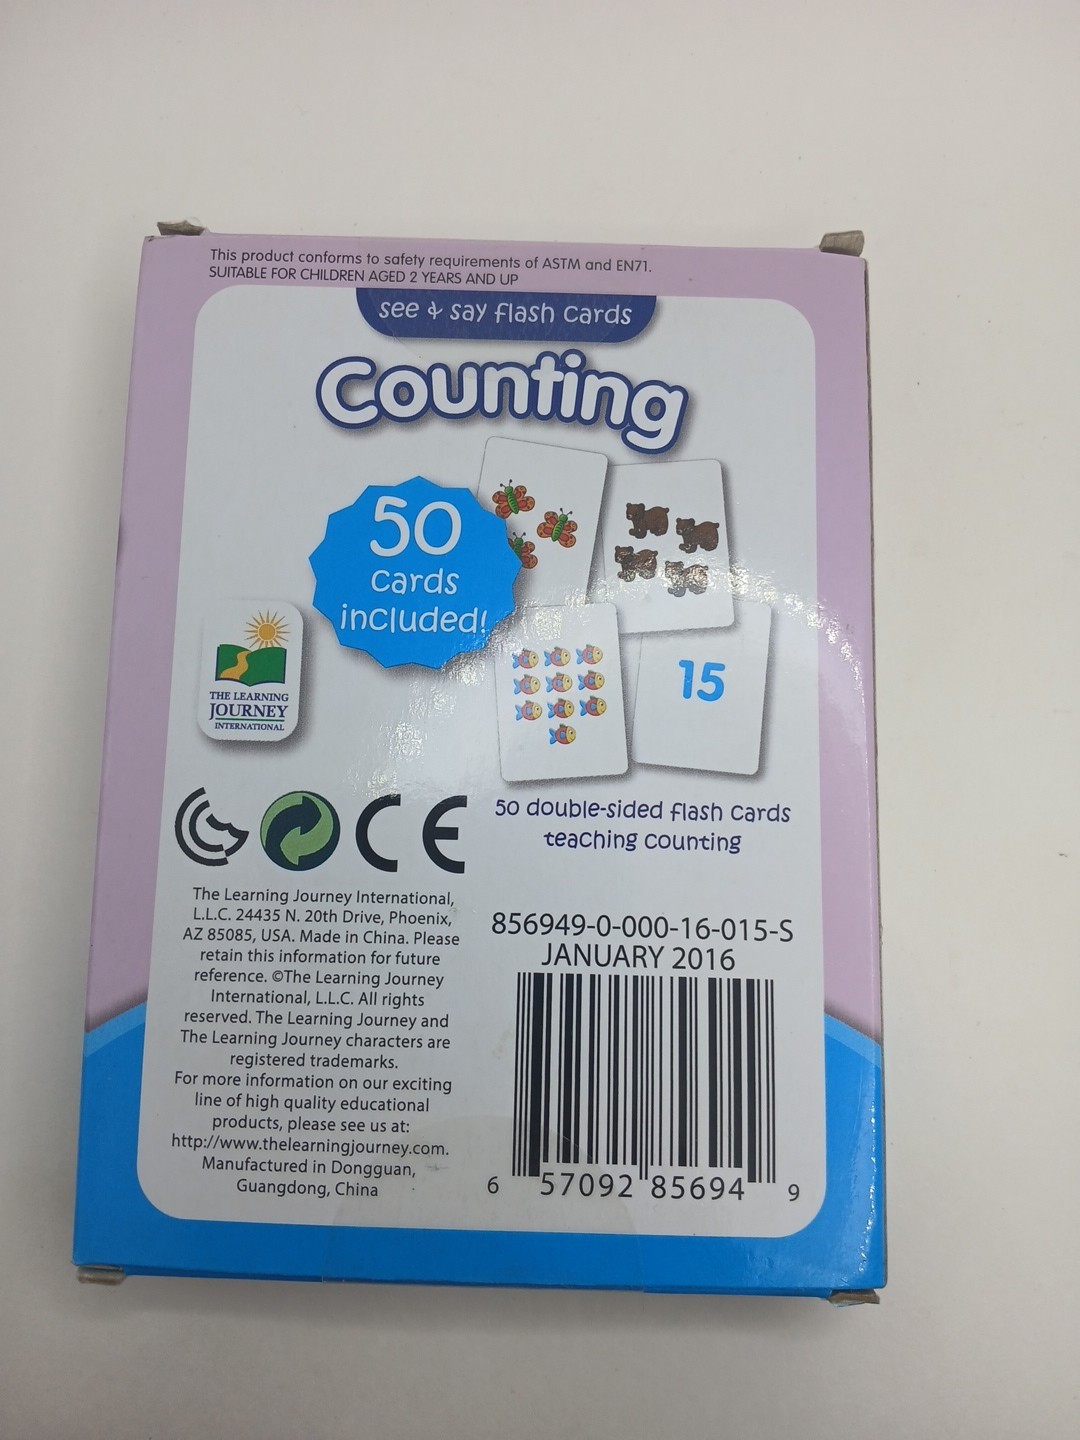 This product conforms to safety requirements of ASTM and EN71.
SUITABLE FOR CHILDREN AGED 2 YEARS AND UP
see & say flash cards
Counting
50
cards
included!
15
THE LEARNING
JOURNEY
INTERNATIONAL
50 double-sided flash cards
teaching counting
CE
The Learning Journey International,
L.L.C. 24435 N. 20th Drive, Phoenix,
AZ 85085, USA. Made in China. Please
retain this information for future
reference. ©The Learning Journey
International, L.L.C. All rights
reserved. The Learning Journey and
The Learning Journey characters are
registered trademarks.
For more information on our exciting
line of high quality educational
products, please see us at:
http://www.thelearningjourney.com.
Manufactured in Dongguan,
Guangdong, China
856949-0-000-16-015-S
JANUARY 2016
6 57092 85694 9